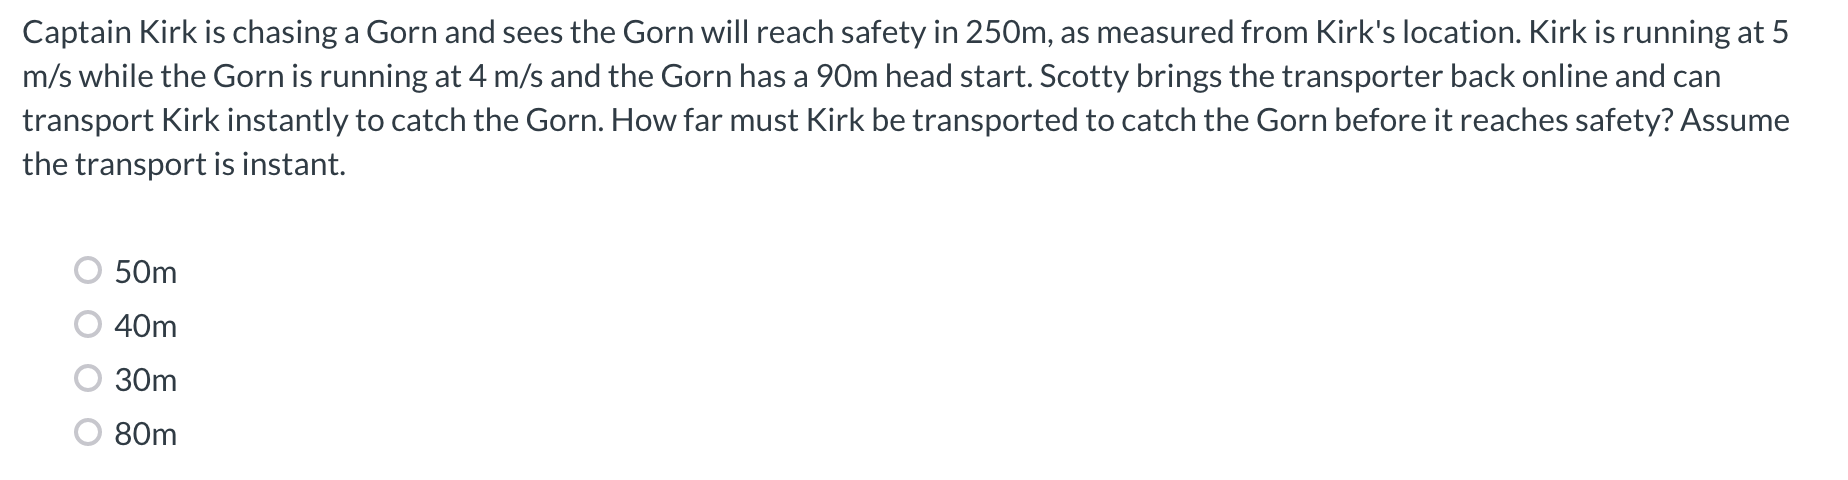 Captain Kirk is chasing a Gorn and sees the Gorn will reach safety in 250m, as measured from Kirk's location. Kirk is running at 5
m/s while the Gorn is running at 4 m/s and the Gorn has a 90m head start. Scotty brings the transporter back online and can
transport Kirk instantly to catch the Gorn. How far must Kirk be transported to catch the Gorn before it reaches safety? Assume
the transport is instant.
50m
40m
30m
80m